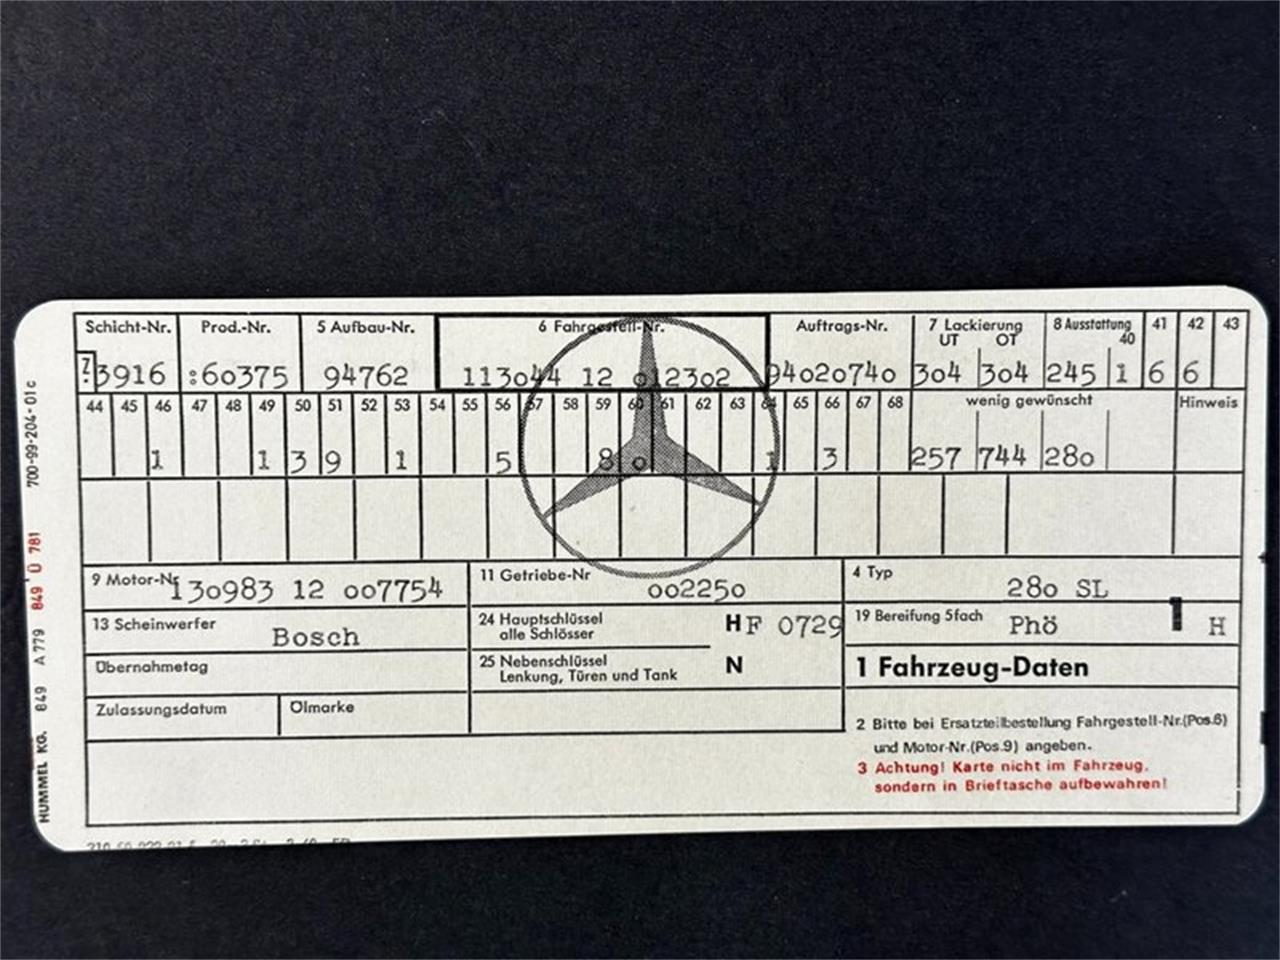 Schicht-Nr. Prod.-Nr. 5 Aufbau-Nr. 6 Fahrgestell-Nr. Auftrags-Nr. 7 Lackierung 8 Ausstattung 41 42 43
UT OT 40
7 3916 :60375 94762 113044 12 012302 94020740 304 304 245 1 6 6
44 45 46 47 48 49 50 51 52 53 54 55 56 57 58 59 60 61 62 63 64 65 66 67 68 wenig gewünscht Hinweis
1 1 3 9 1 5 8 0 1 3 257 744 280
9 Motor-Nr 130983 12 007754 11 Getriebe-Nr 002250 4 Typ 280 SL
13 Scheinwerfer Bosch 24 Hauptschlüssel H F 0729 19 Bereifung 5fach Phö 1 H
alle Schlösser
Übernahmetag 25 Nebenschlüssel N 1 Fahrzeug-Daten
Lenkung, Türen und Tank
Zulassungsdatum Ölmarke
2 Bitte bei Ersatzteilbestellung Fahrgestell-Nr.(Pos.6)
und Motor-Nr.(Pos.9) angeben.
3 Achtung! Karte nicht im Fahrzeug,
sondern in Brieftasche aufbewahren!
HUMMEL KG. 849 A 779 849 Ü 781 700-99-204-01c